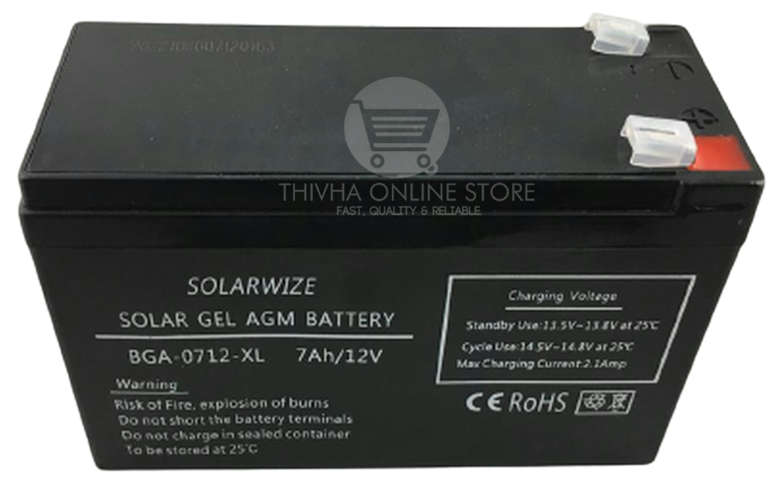 THIVHA ONLINE STORE
FAST, QUALITY & RELIABLE
SOLARWIZE
SOLAR GEL AGM BATTERY
BGA-0712-XL 7Ah/12V
Warning
Risk of Fire, explosion of burns
Do not short the battery terminals
Do not charge in sealed container
To be stored at 25℃
Charging Voltage
Standby Use:13.5V~13.8V at 25℃
Cycle Use:14.5V~14.8V at 25℃
Max Charging Current:2.1Amp
CE RoHS